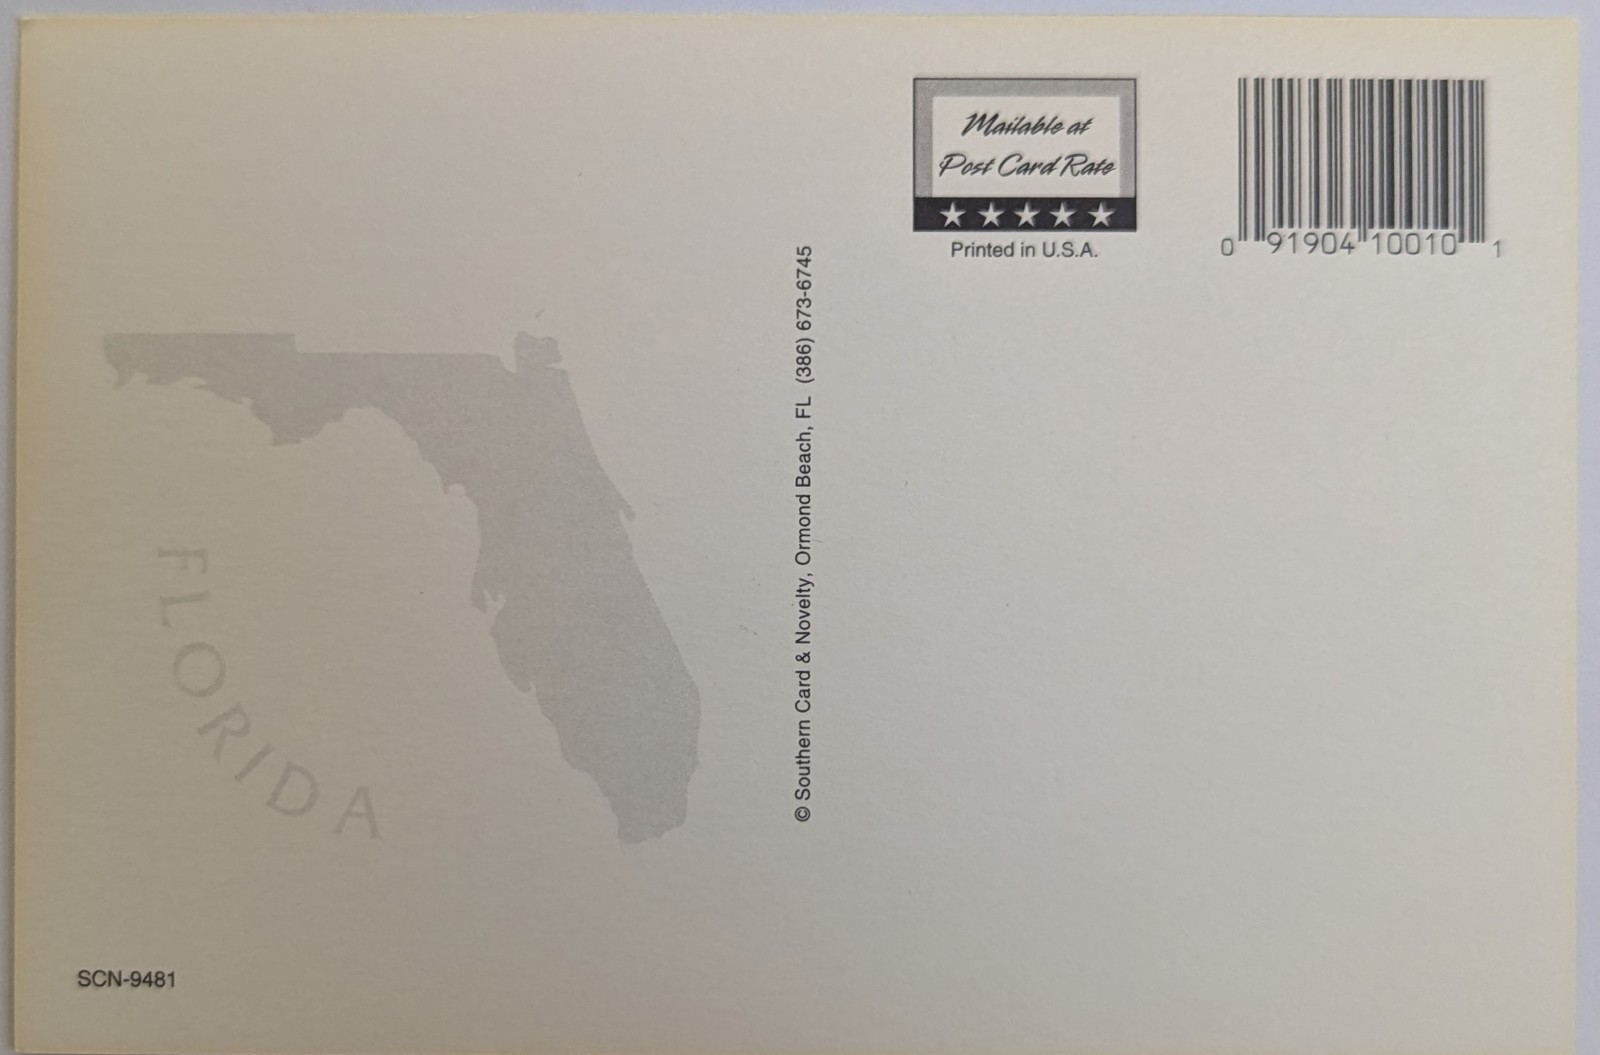 Mailable at
Post Card Rate
Printed in U.S.A.
0 91904 10010 1
© Southern Card & Novelty, Ormond Beach, FL (386) 673-6745
FLORIDA
SCN-9481